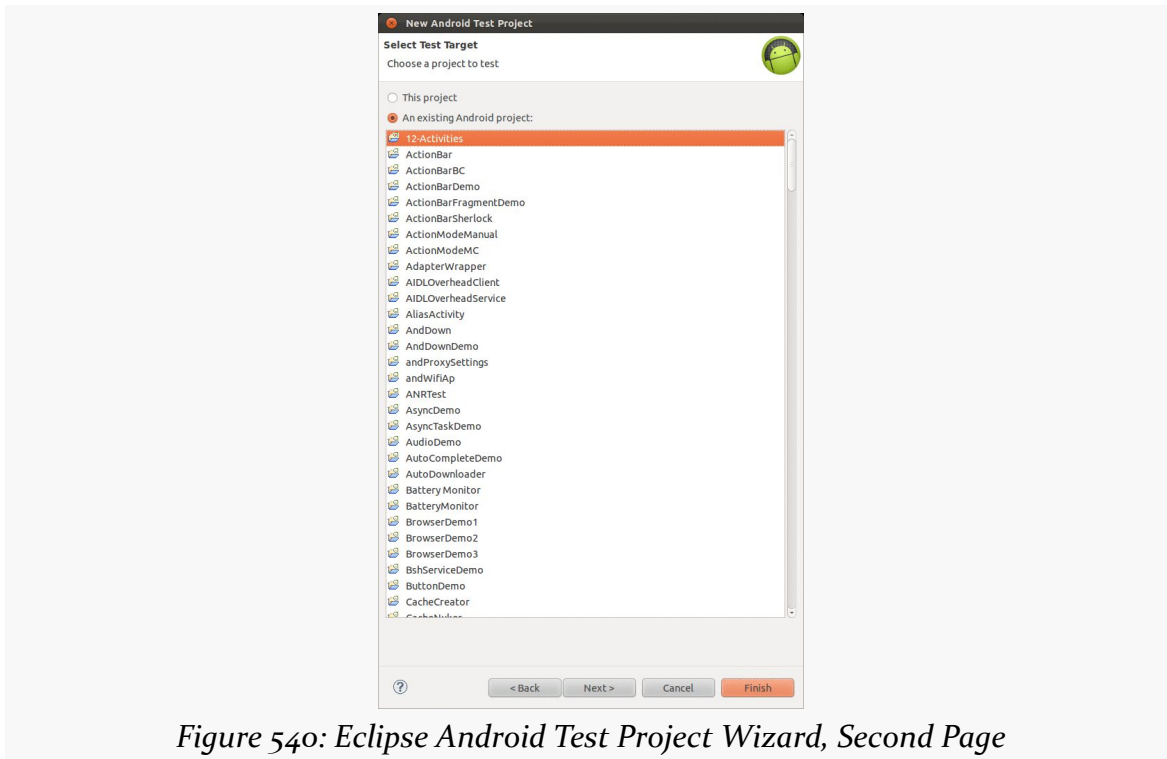 New Android Test Project
Select Test Target
Choose a project to test
This project
An existing Android project:
12-Activities
ActionBar
ActionBarBC
ActionBarDemo
ActionBarFragmentDemo
ActionBarSherlock
ActionModeManual
ActionModeMC
AdapterWrapper
AIDLOverheadClient
AIDLOverheadService
AliasActivity
AndDown
AndDownDemo
andProxySettings
andWifiAp
ANRTest
AsyncDemo
AsyncTaskDemo
AudioDemo
AutoCompleteDemo
AutoDownloader
Battery Monitor
BatteryMonitor
BrowserDemo1
BrowserDemo2
BrowserDemo3
BshServiceDemo
ButtonDemo
CacheCreator
? < Back Next > Cancel Finish
Figure 540: Eclipse Android Test Project Wizard, Second Page